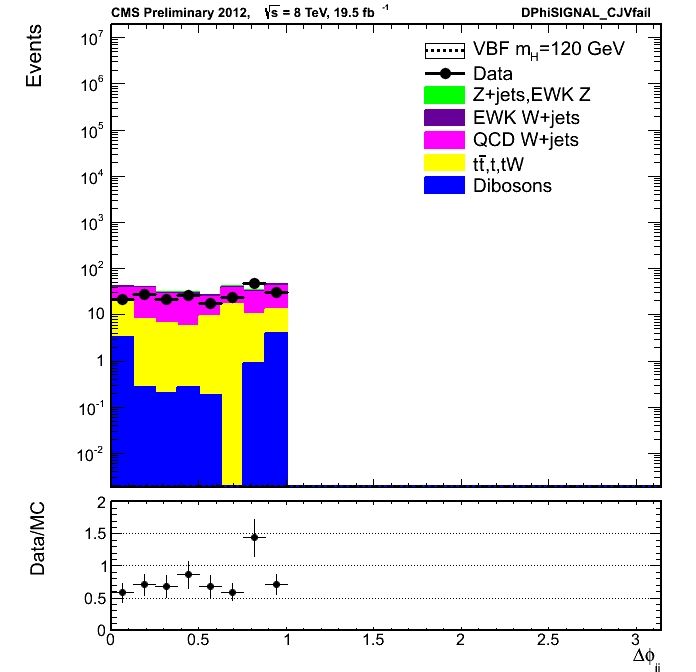 CMS Preliminary 2012, √s = 8 TeV, 19.5 fb⁻¹ DPhiSIGNAL_CJVfail
Events
VBF m_H=120 GeV
Data
Z+jets,EWK Z
EWK W+jets
QCD W+jets
tt̄,t,tW
Dibosons
10⁷
10⁶
10⁵
10⁴
10³
10²
10
1
10⁻¹
10⁻²
Data/MC
2
1.5
1
0.5
0
0 0.5 1 1.5 2 2.5 3
Δϕ_jj